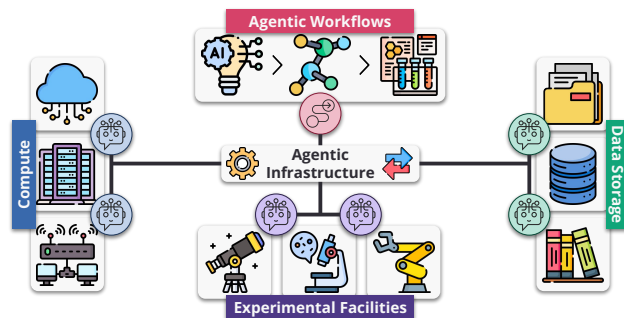 Agentic Workflows
AI
Compute
Agentic
Infrastructure
Data Storage
Experimental Facilities